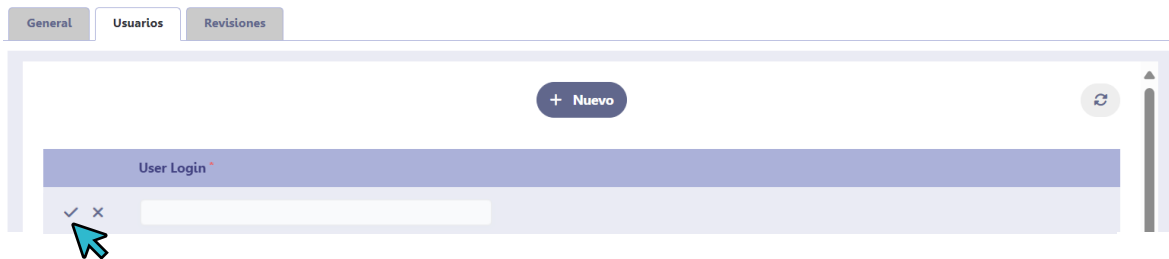 General Usuarios Revisiones
+ Nuevo
User Login *